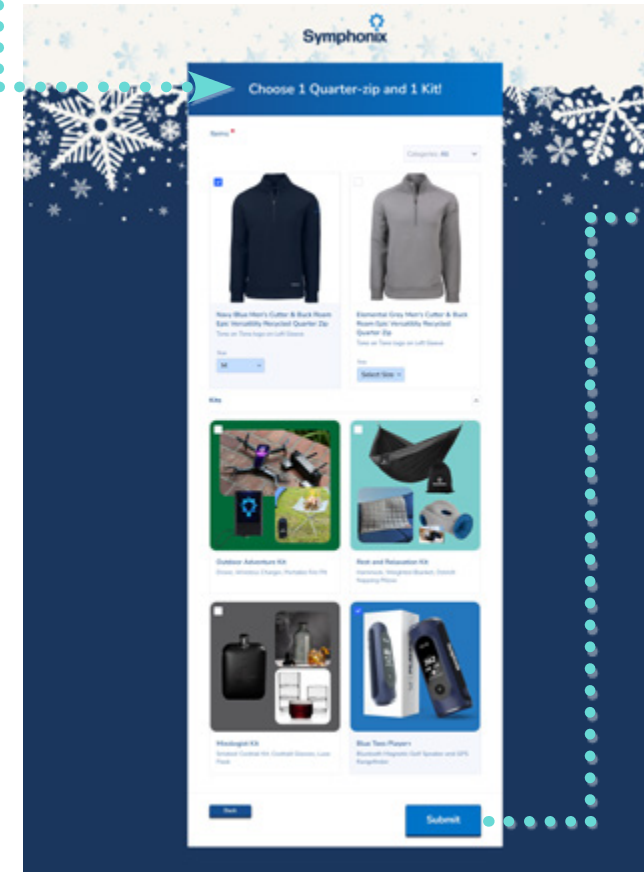 Symphonix
Choose 1 Quarter-zip and 1 Kit!
Items *
Categories: All
Navy Blue Men's Cutter & Buck Roam
Eco Versatility Recycled Quarter Zip
Tone on Tone logo on Left Sleeve
Size
M
Elemental Grey Men's Cutter & Buck
Roam Eco Versatility Recycled
Quarter Zip
Tone on Tone logo on Left Sleeve
Size
Select Size
Kits
Outdoor Adventure Kit
Drone, Wireless Charger, Portable Fire Pit
Rest and Relaxation Kit
Hammock, Weighted Blanket,
Napping Pillow
Mixologist Kit
Smoked Cocktail Kit, Cocktail Glasses, Luxe
Flask
Blue Tees Player+
Bluetooth Magnetic Golf Speaker and GPS
Rangefinder
Back
Submit